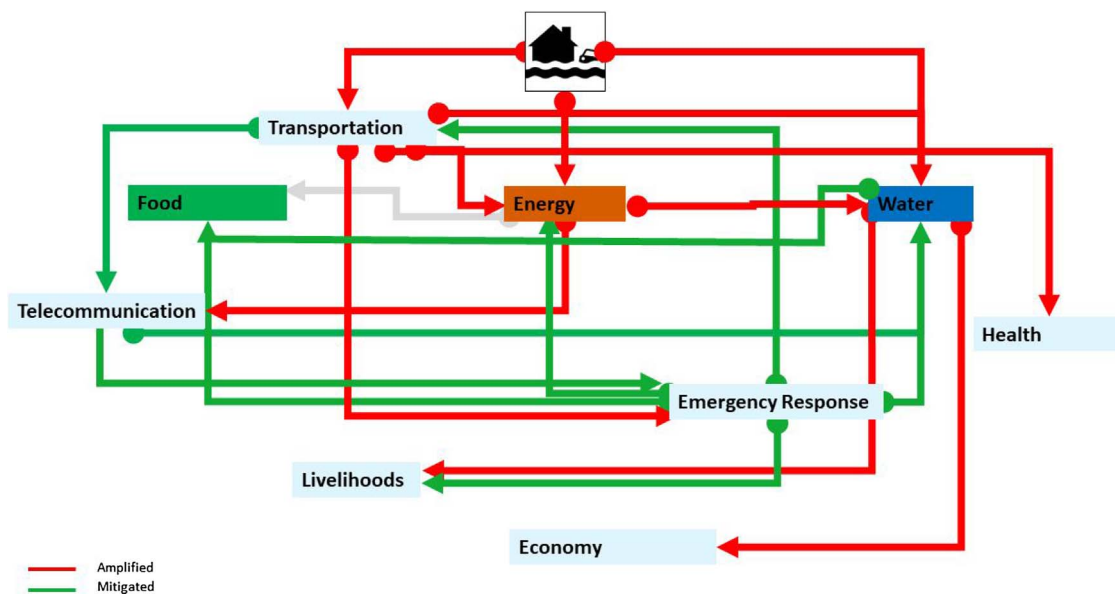 Transportation
Food
Energy
Water
Telecommunication
Health
Emergency Response
Livelihoods
Economy
Amplified
Mitigated